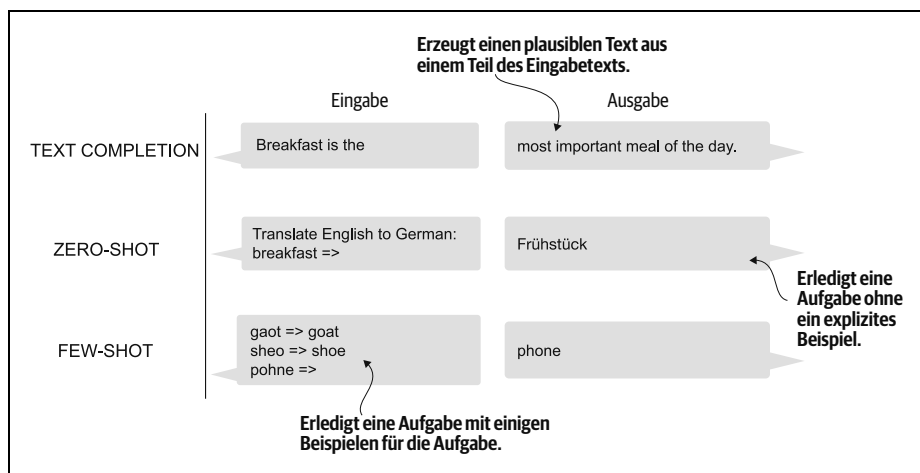 Erzeugt einen plausiblen Text aus
einem Teil des Eingabetexts.
Eingabe
Ausgabe
TEXT COMPLETION
Breakfast is the
most important meal of the day.
ZERO-SHOT
Translate English to German:
breakfast =>
Frühstück
Erledigt eine
Aufgabe ohne
ein explizites
Beispiel.
FEW-SHOT
gaot => goat
sheo => shoe
pohne =>
phone
Erledigt eine Aufgabe mit einigen
Beispielen für die Aufgabe.